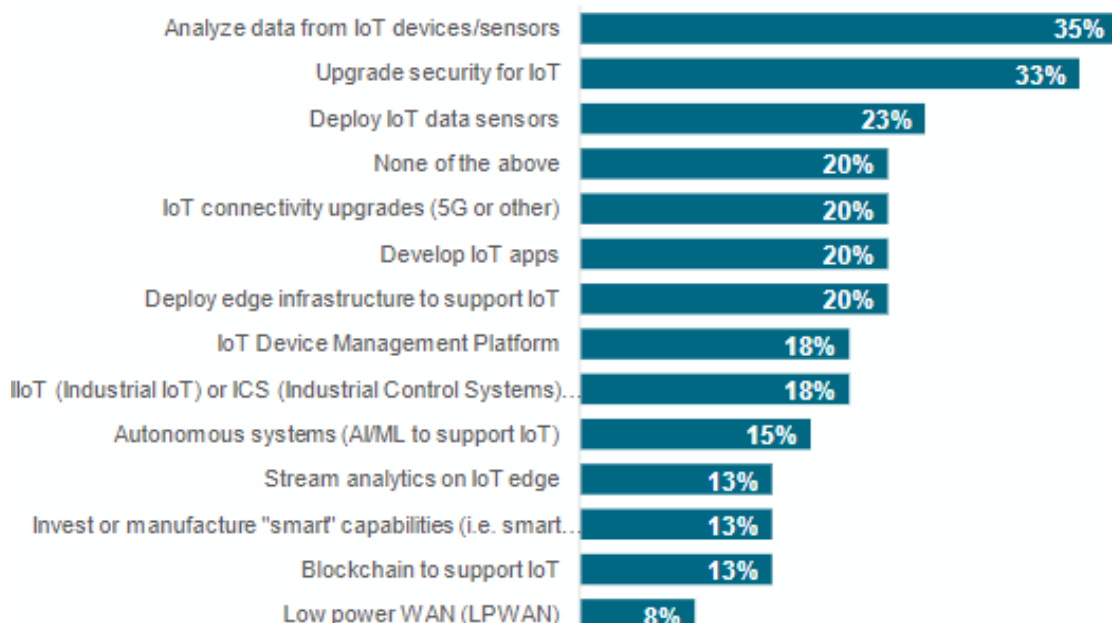 Analyze data from IoT devices/sensors 35%
Upgrade security for IoT 33%
Deploy IoT data sensors 23%
None of the above 20%
IoT connectivity upgrades (5G or other) 20%
Develop IoT apps 20%
Deploy edge infrastructure to support IoT 20%
IoT Device Management Platform 18%
IIoT (Industrial IoT) or ICS (Industrial Control Systems)... 18%
Autonomous systems (AI/ML to support IoT) 15%
Stream analytics on IoT edge 13%
Invest or manufacture "smart" capabilities (i.e. smart... 13%
Blockchain to support IoT 13%
Low power WAN (LPWAN) 8%